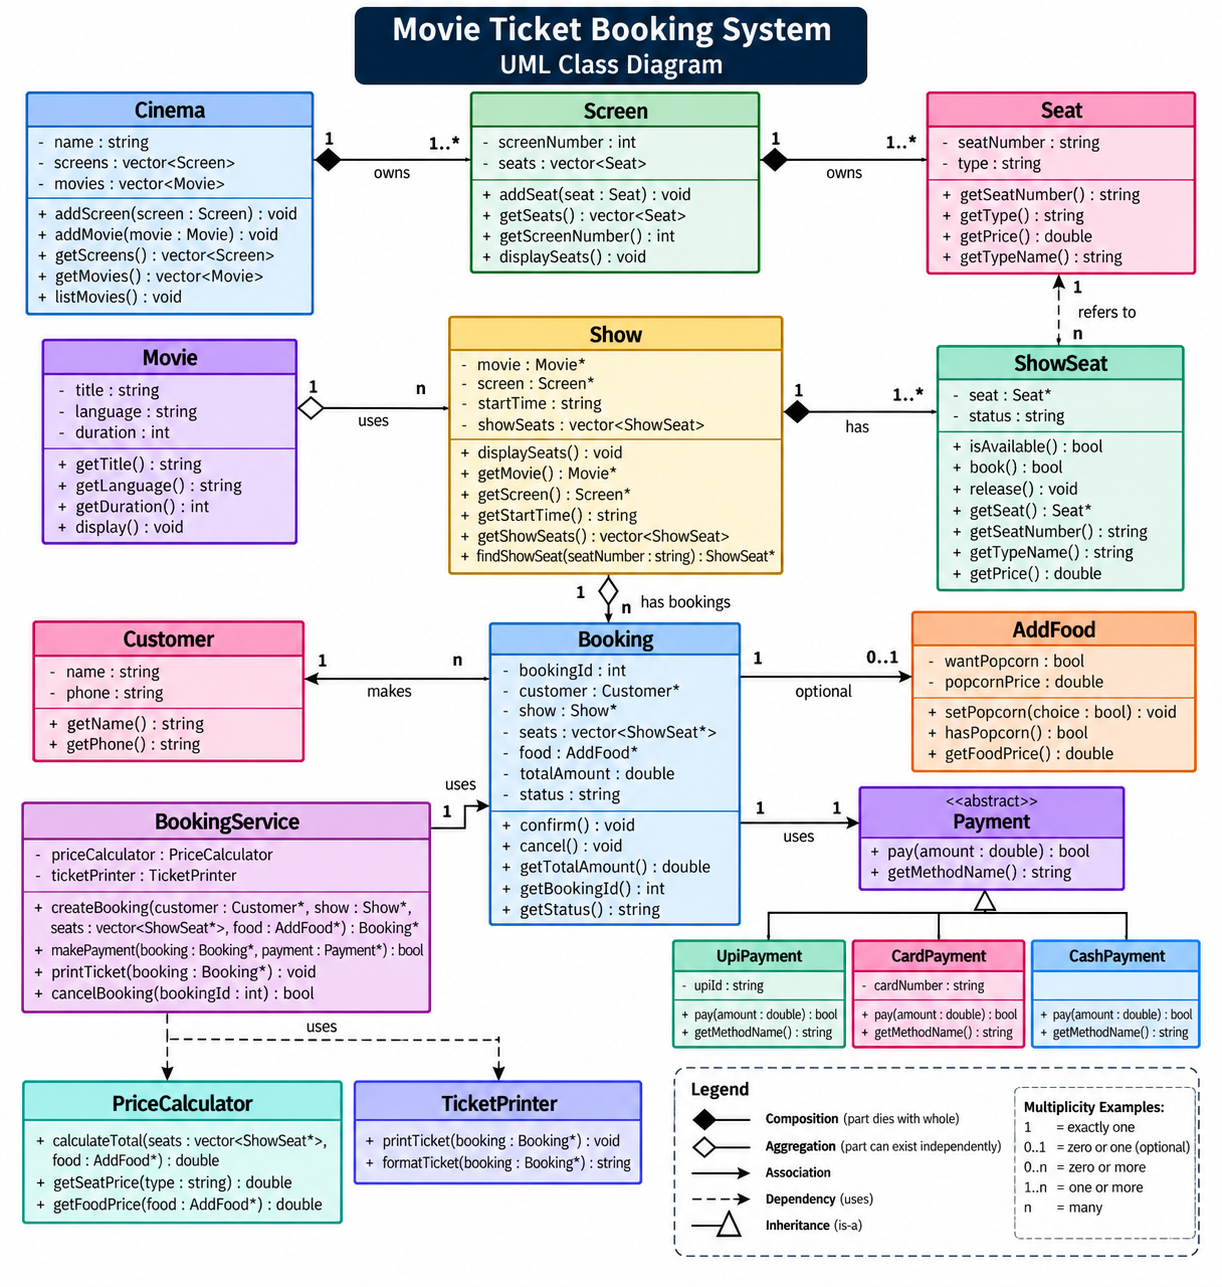 Movie Ticket Booking System
UML Class Diagram
Cinema
- name : string
- screens : vector<Screen>
- movies : vector<Movie>
+ addScreen(screen : Screen) : void
+ addMovie(movie : Movie) : void
+ getScreens() : vector<Screen>
+ getMovies() : vector<Movie>
+ listMovies() : void
1
1..*
owns
Screen
- screenNumber : int
- seats : vector<Seat>
+ addSeat(seat : Seat) : void
+ getSeats() : vector<Seat>
+ getScreenNumber() : int
+ displaySeats() : void
1
1..*
owns
Seat
- seatNumber : string
- type : string
+ getSeatNumber() : string
+ getType() : string
+ getPrice() : double
+ getTypeName() : string
1
refers to
n
Movie
- title : string
- language : string
- duration : int
+ getTitle() : string
+ getLanguage() : string
+ getDuration() : int
+ display() : void
1
n
uses
Show
- movie : Movie*
- screen : Screen*
- startTime : string
- showSeats : vector<ShowSeat>
+ displaySeats() : void
+ getMovie() : Movie*
+ getScreen() : Screen*
+ getStartTime() : string
+ getShowSeats() : vector<ShowSeat>
+ findShowSeat(seatNumber : string) : ShowSeat*
1
1..*
has
ShowSeat
- seat : Seat*
- status : string
+ isAvailable() : bool
+ book() : bool
+ release() : void
+ getSeat() : Seat*
+ getSeatNumber() : string
+ getTypeName() : string
+ getPrice() : double
1
n has bookings
Customer
- name : string
- phone : string
+ getName() : string
+ getPhone() : string
1
n
makes
Booking
- bookingId : int
- customer : Customer*
- show : Show*
- seats : vector<ShowSeat*>
- food : AddFood*
- totalAmount : double
- status : string
+ confirm() : void
+ cancel() : void
+ getTotalAmount() : double
+ getBookingId() : int
+ getStatus() : string
1
0..1
optional
AddFood
- wantPopcorn : bool
- popcornPrice : double
+ setPopcorn(choice : bool) : void
+ hasPopcorn() : bool
+ getFoodPrice() : double
uses
1
1
1
uses
<<abstract>>
Payment
+ pay(amount : double) : bool
+ getMethodName() : string
BookingService
- priceCalculator : PriceCalculator
- ticketPrinter : TicketPrinter
+ createBooking(customer : Customer*, show : Show*,
seats : vector<ShowSeat*>, food : AddFood*) : Booking*
+ makePayment(booking : Booking*, payment : Payment*) : bool
+ printTicket(booking : Booking*) : void
+ cancelBooking(bookingId : int) : bool
UpiPayment
- upiId : string
+ pay(amount : double) : bool
+ getMethodName() : string
CardPayment
- cardNumber : string
+ pay(amount : double) : bool
+ getMethodName() : string
CashPayment
+ pay(amount : double) : bool
+ getMethodName() : string
uses
PriceCalculator
+ calculateTotal(seats : vector<ShowSeat*>,
food : AddFood*) : double
+ getSeatPrice(type : string) : double
+ getFoodPrice(food : AddFood*) : double
TicketPrinter
+ printTicket(booking : Booking*) : void
+ formatTicket(booking : Booking*) : string
Legend
Composition (part dies with whole)
Aggregation (part can exist independently)
Association
Dependency (uses)
Inheritance (is-a)
Multiplicity Examples:
1 = exactly one
0..1 = zero or one (optional)
0..n = zero or more
1..n = one or more
n = many